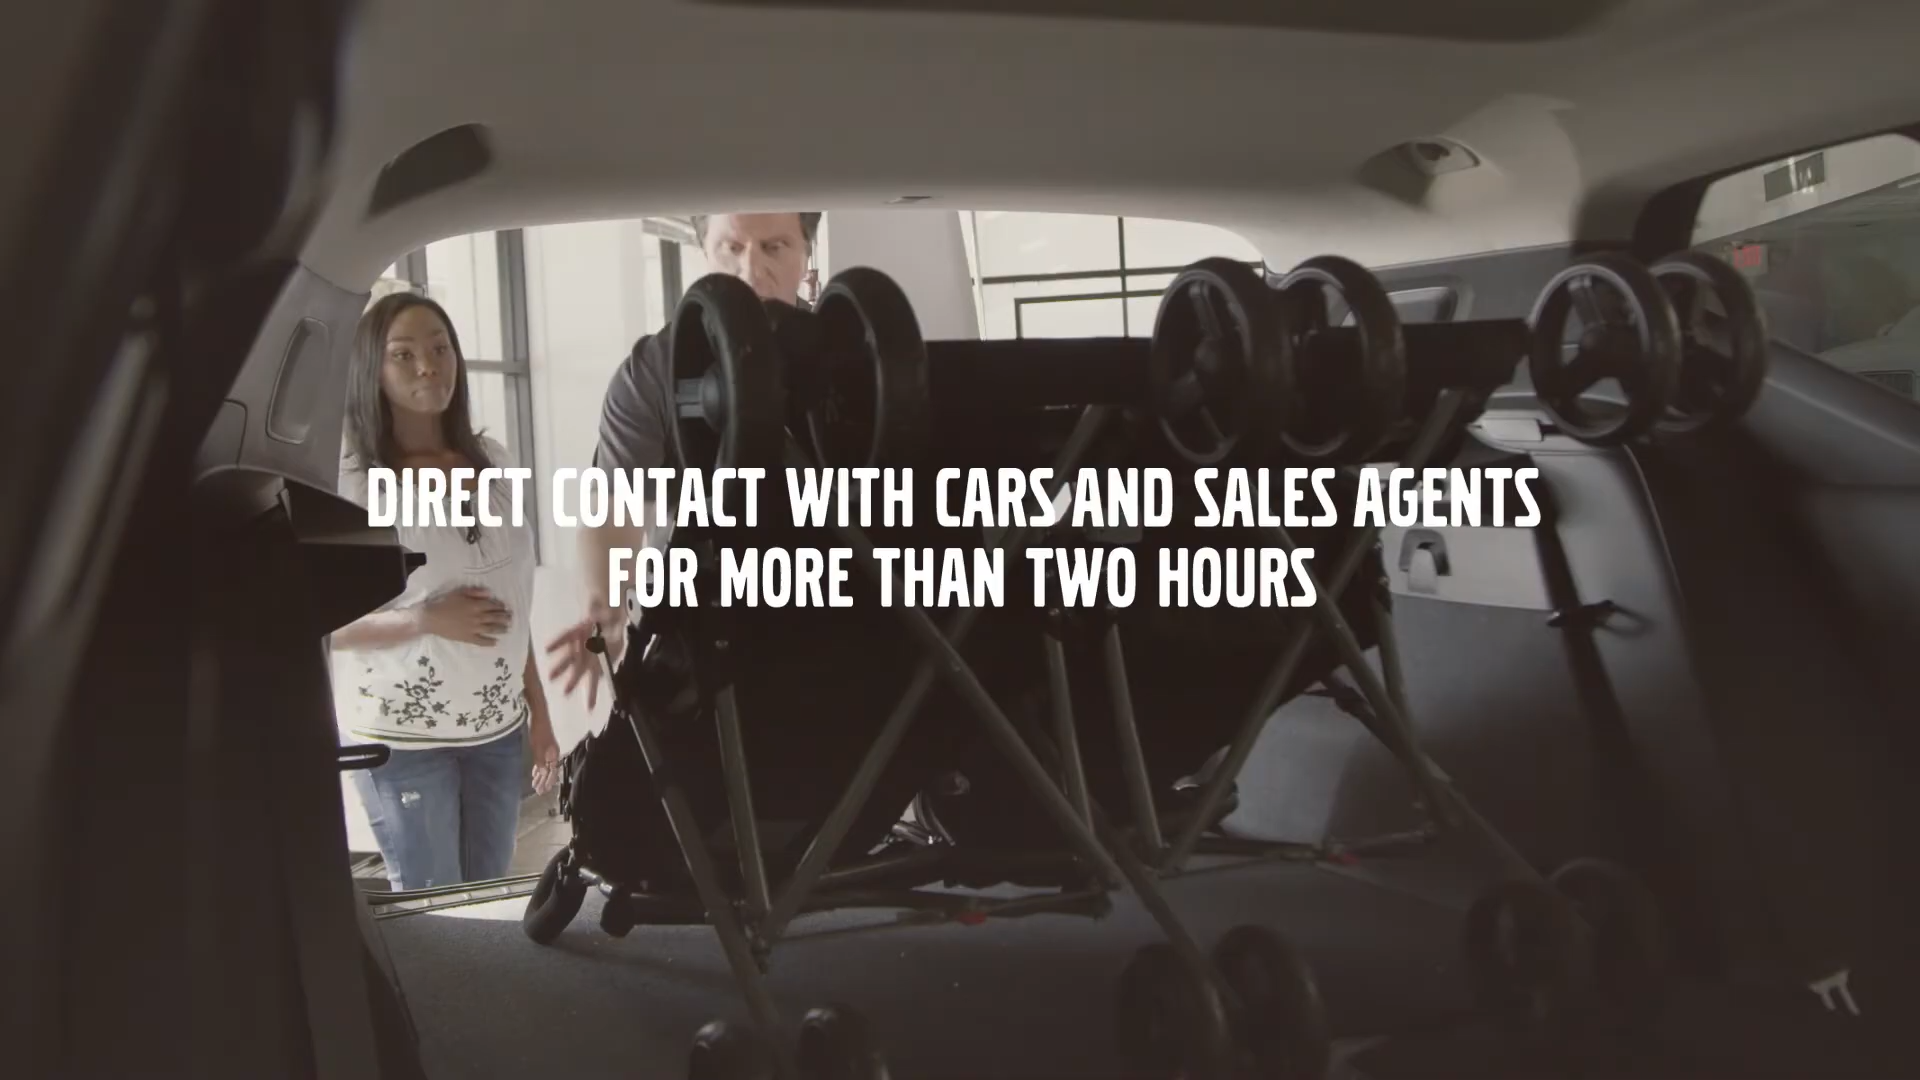 DIRECT CONTACT WITH CARS AND SALES AGENTS
FOR MORE THAN TWO HOURS